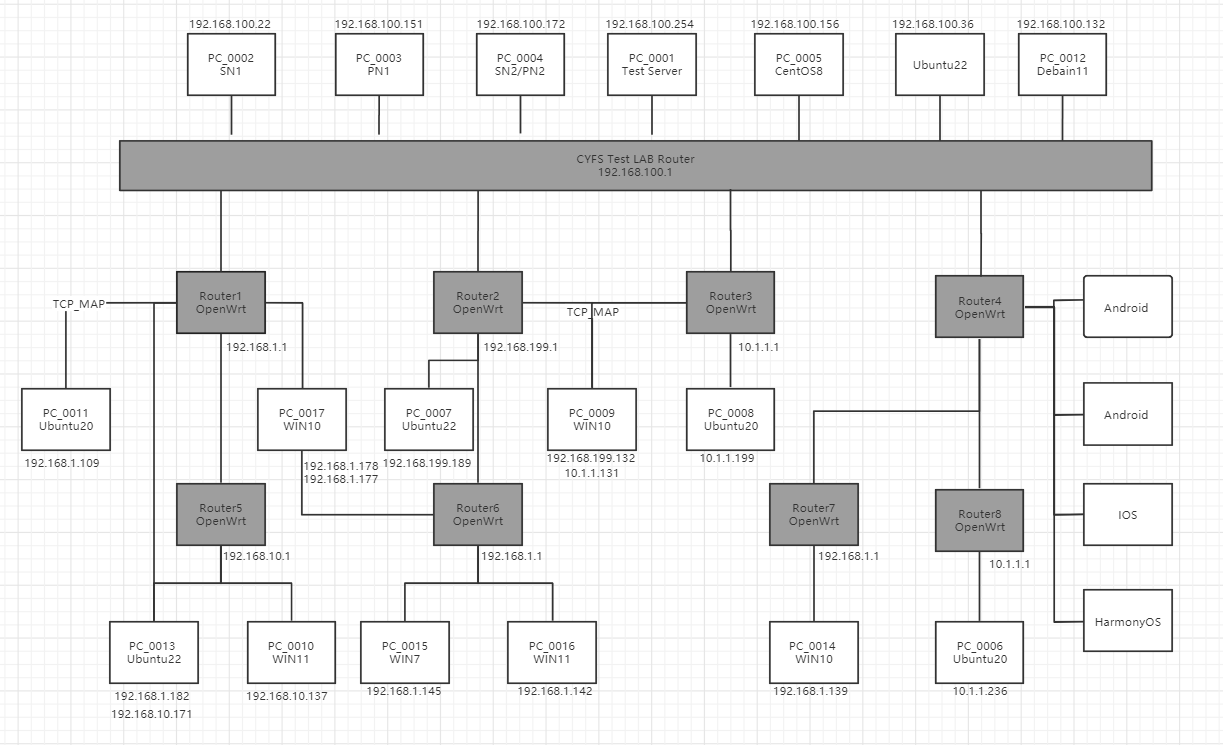 192.168.100.22
192.168.100.151
192.168.100.172
192.168.100.254
192.168.100.156
192.168.100.36
192.168.100.132
PC_0002
SN1
PC_0003
PN1
PC_0004
SN2/PN2
PC_0001
Test Server
PC_0005
CentOS8
Ubuntu22
PC_0012
Debain11
CYFS Test LAB Router
192.168.100.1
TCP_MAP
Router1
OpenWrt
192.168.1.1
Router2
OpenWrt
192.168.199.1
TCP_MAP
Router3
OpenWrt
10.1.1.1
Router4
OpenWrt
Android
PC_0011
Ubuntu20
192.168.1.109
PC_0017
WIN10
192.168.1.178
192.168.1.177
PC_0007
Ubuntu22
192.168.199.189
PC_0009
WIN10
192.168.199.132
10.1.1.131
PC_0008
Ubuntu20
10.1.1.199
Android
Router5
OpenWrt
192.168.10.1
Router6
OpenWrt
192.168.1.1
Router7
OpenWrt
192.168.1.1
Router8
OpenWrt
10.1.1.1
IOS
PC_0013
Ubuntu22
192.168.1.182
192.168.10.171
PC_0010
WIN11
192.168.10.137
PC_0015
WIN7
192.168.1.145
PC_0016
WIN11
192.168.1.142
PC_0014
WIN10
192.168.1.139
PC_0006
Ubuntu20
10.1.1.236
HarmonyOS